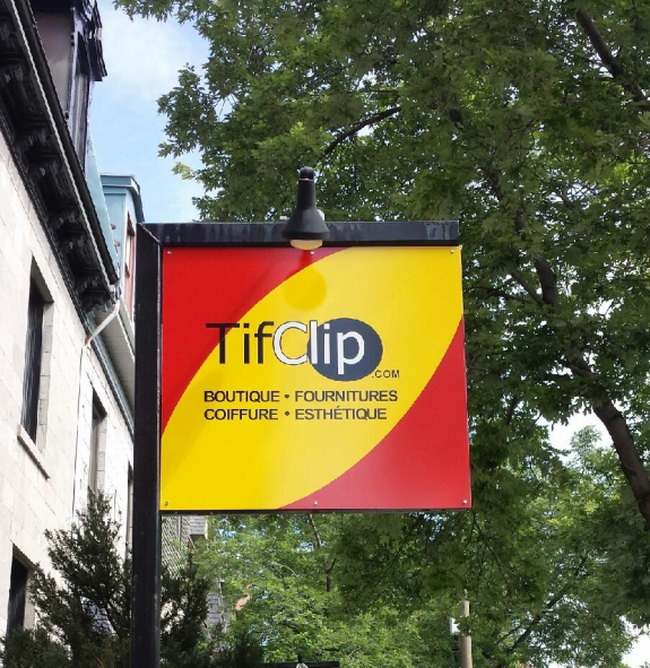 TifClip
.COM
BOUTIQUE • FOURNITURES
COIFFURE • ESTHÉTIQUE